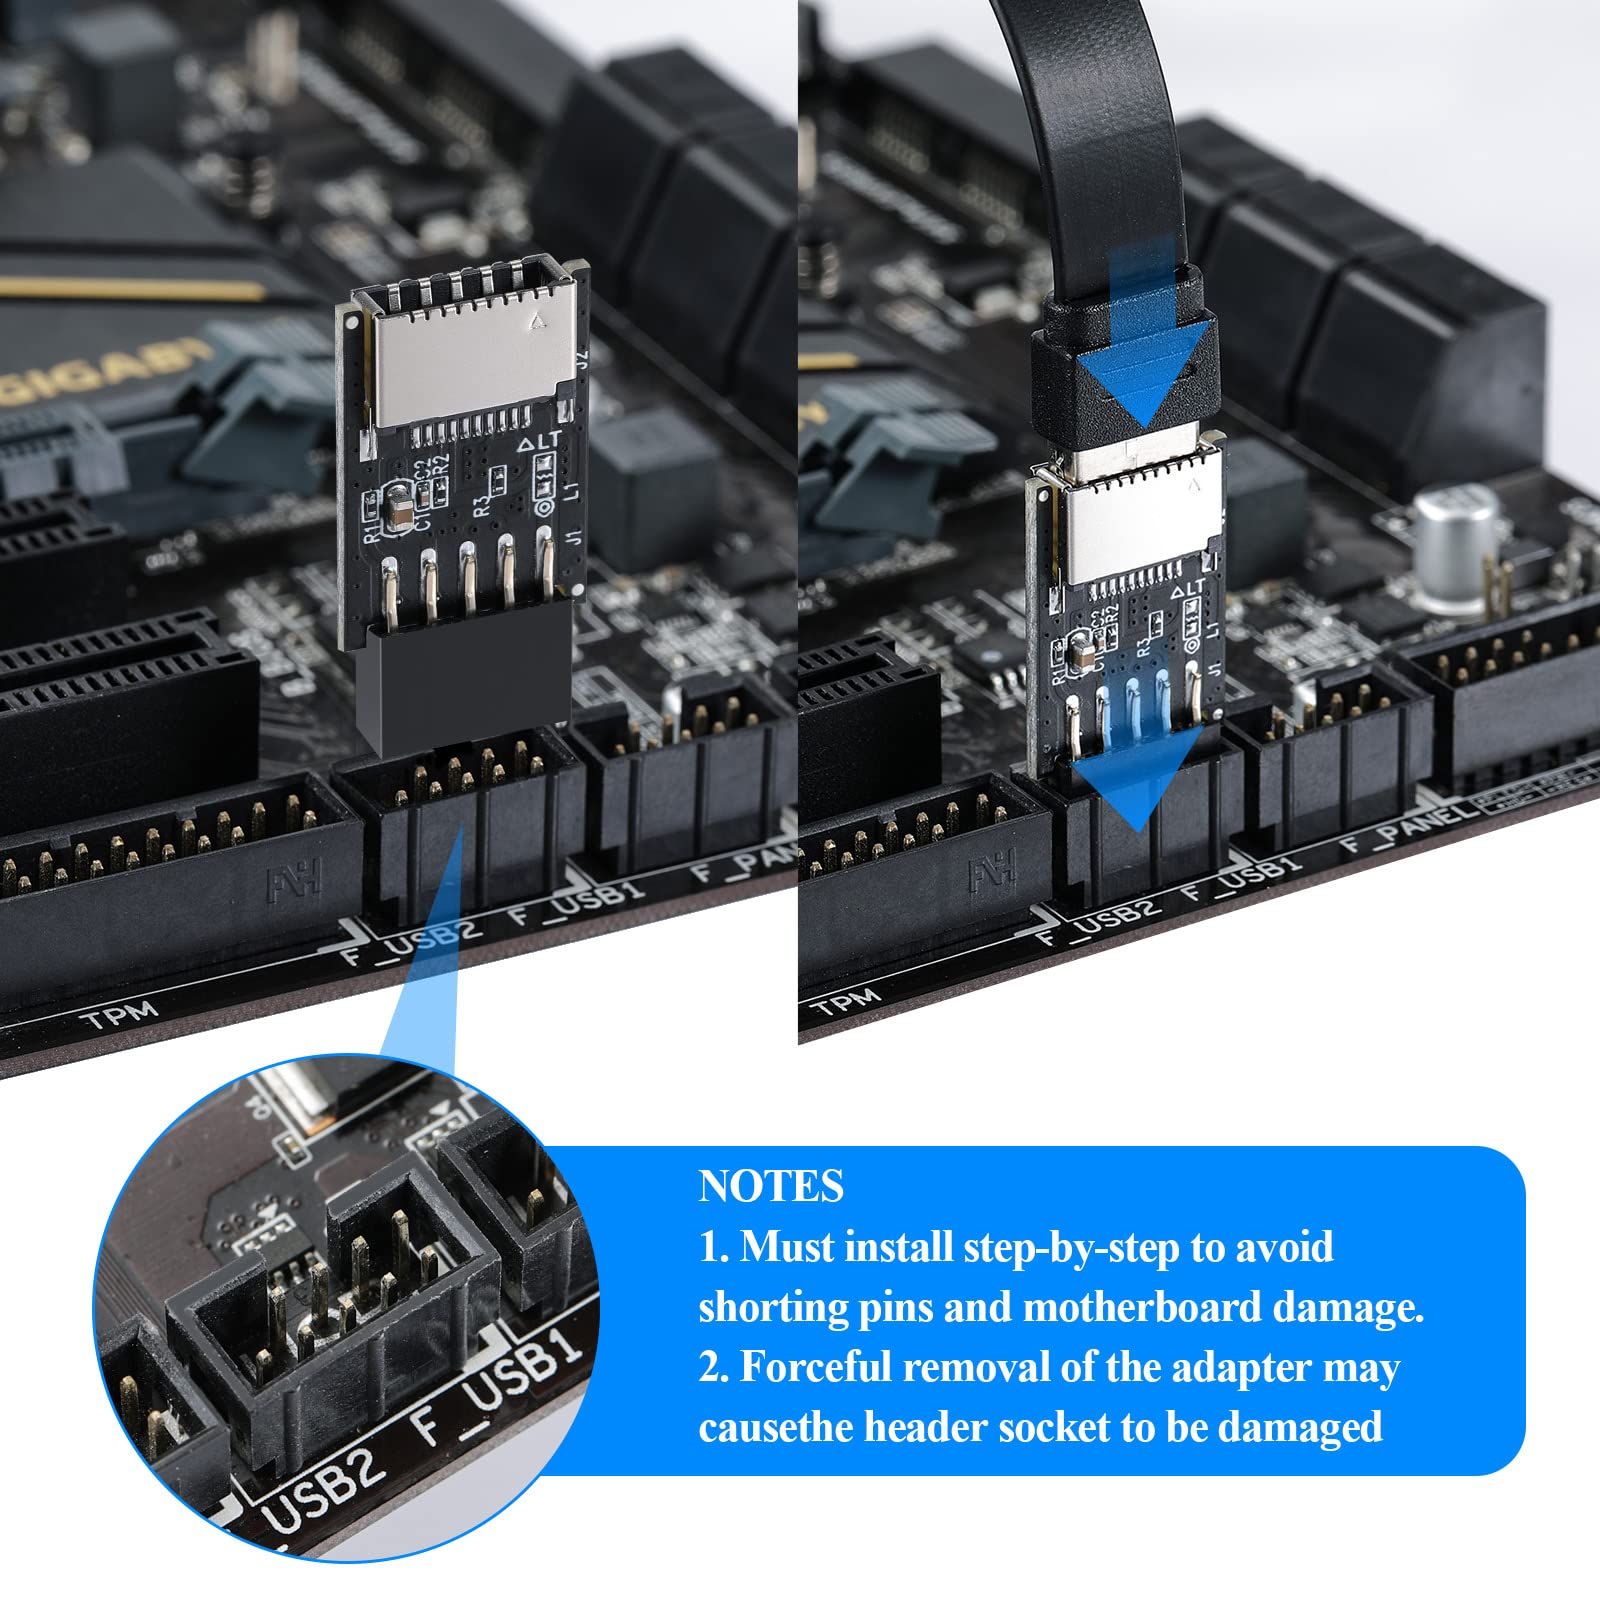 GIGABY
J2
LT
C2
R2
R1
C1
R3
L1
J1
F_USB2
F_USB1
F_PAN
TPM
LT
C2
R2
R1
C1
R3
L1
J1
F_USB2
F_USB1
F_PANEL
TPM
USB2
F_USB1
NOTES
1. Must install step-by-step to avoid
shorting pins and motherboard damage.
2. Forceful removal of the adapter may
causethe header socket to be damaged